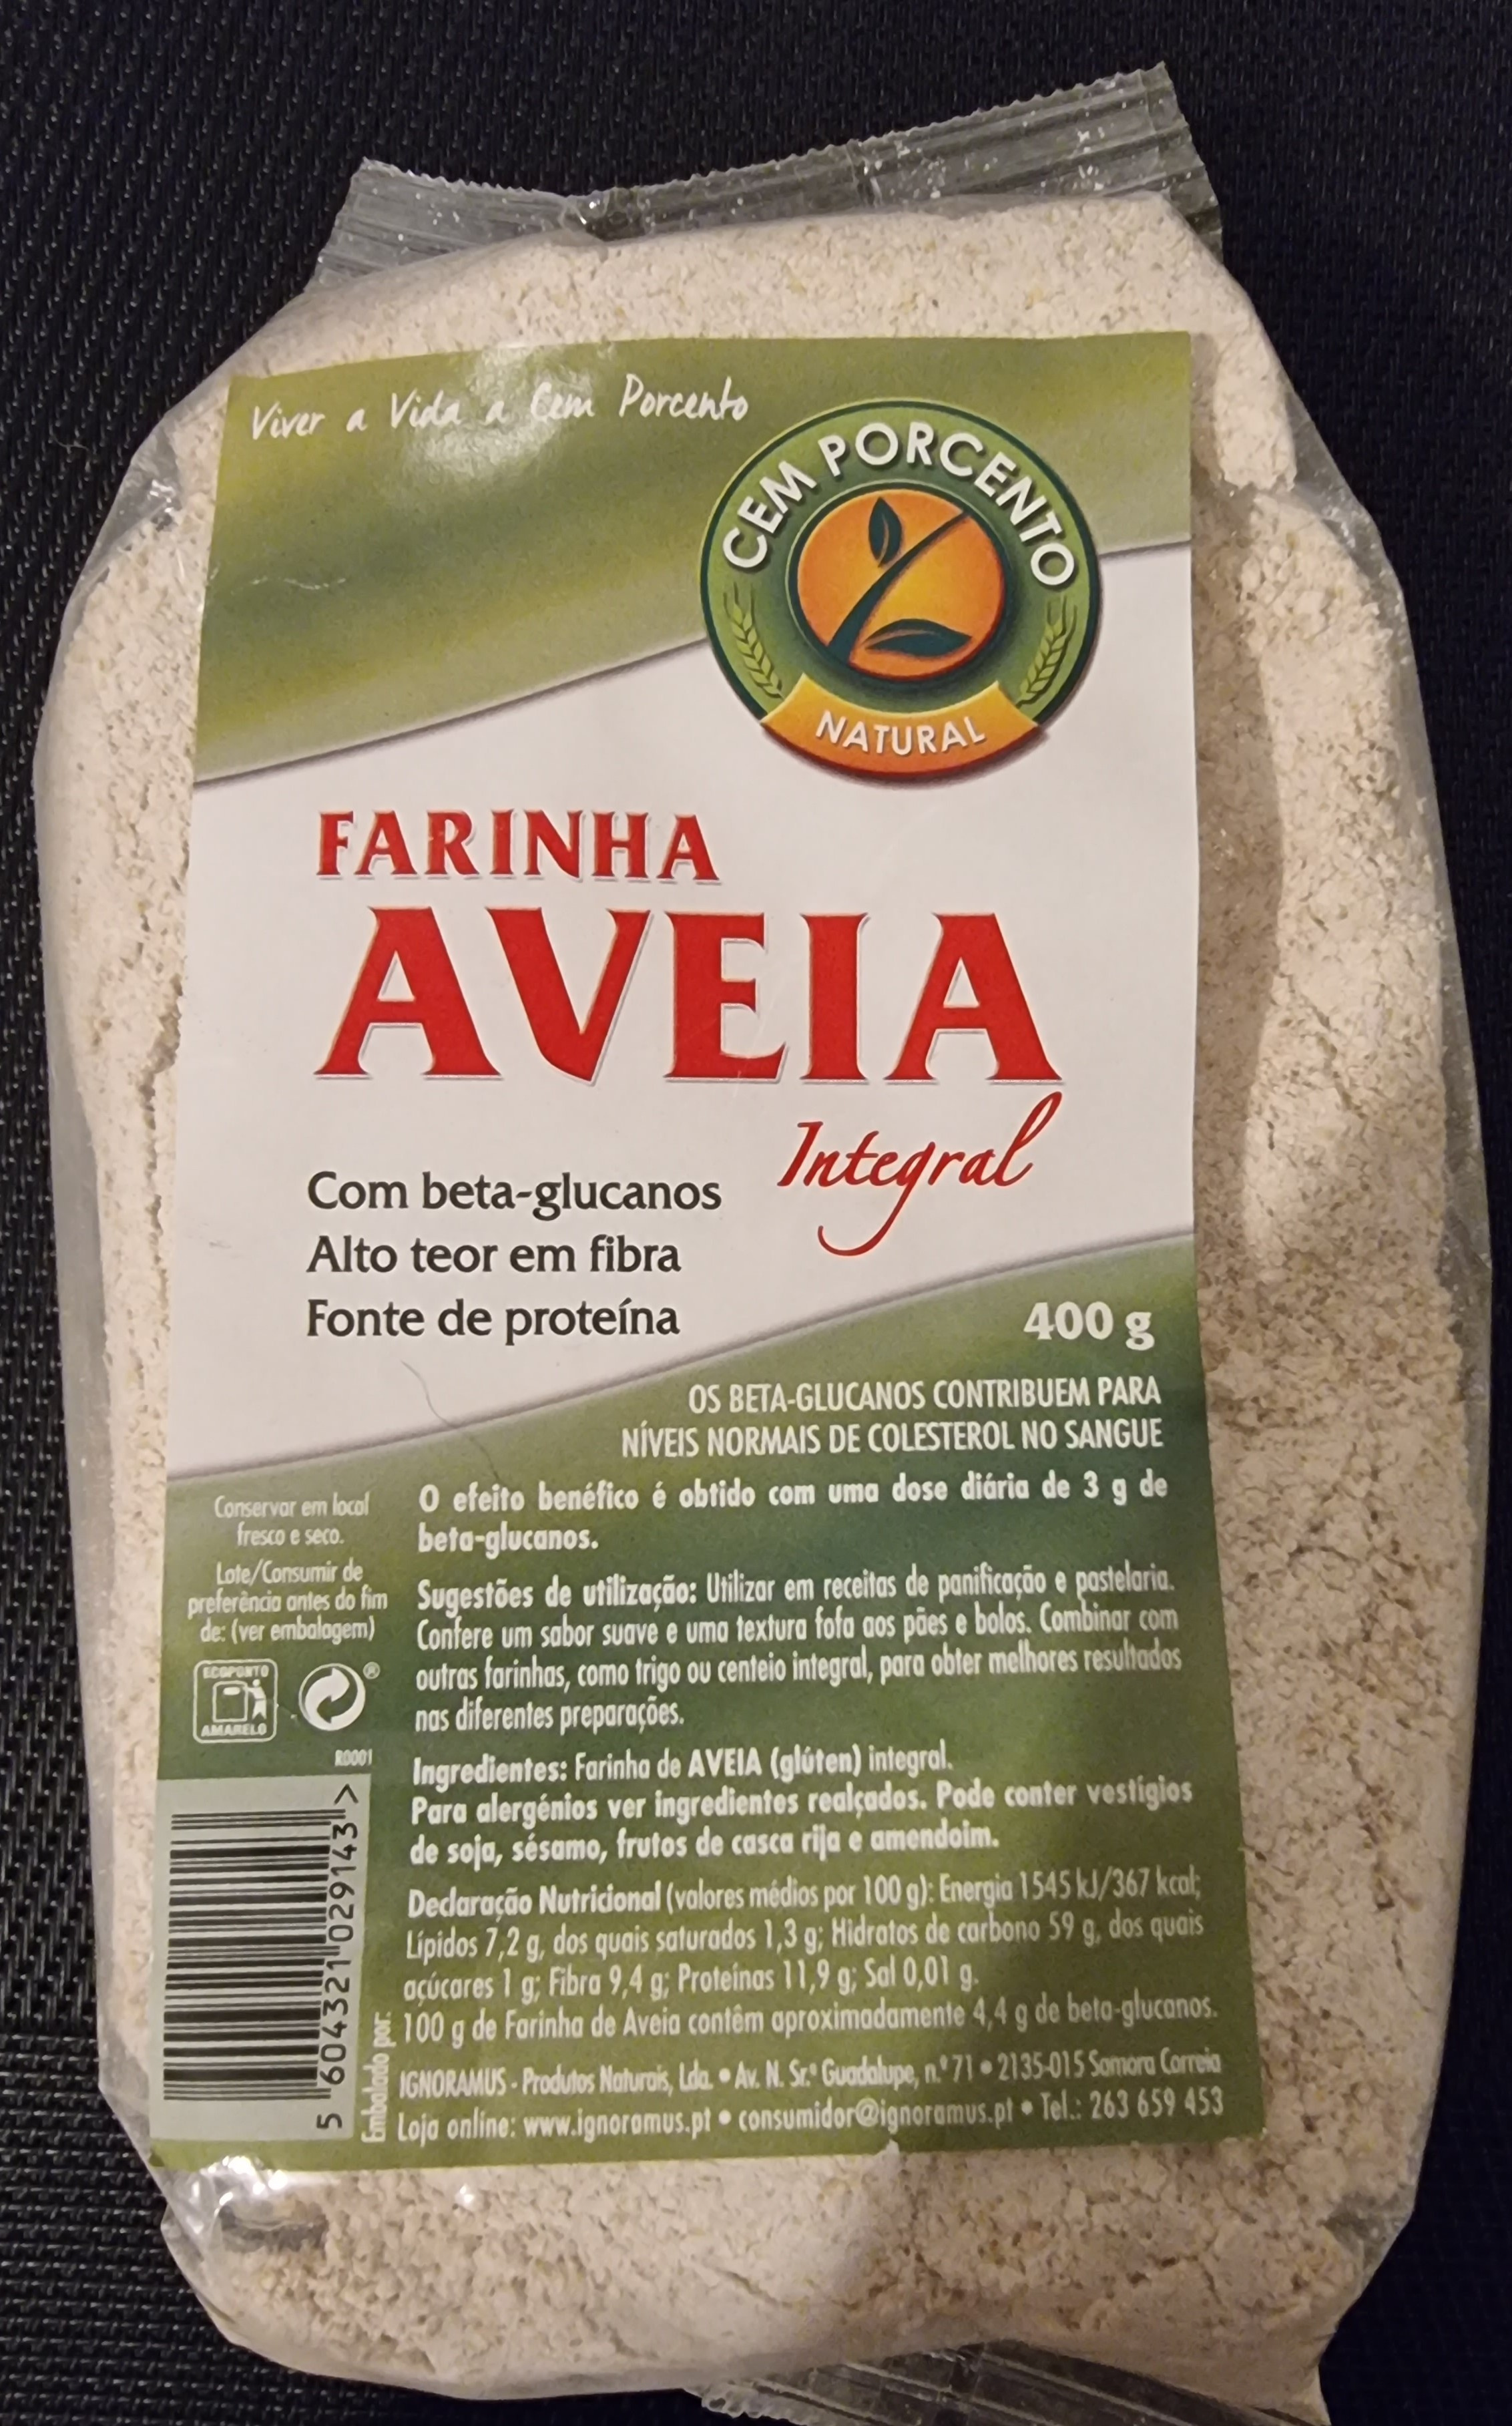 Viver a Vida a Cem Porcento
CEM PORCENTO
NATURAL
FARINHA
AVEIA
Integral
Com beta-glucanos
Alto teor em fibra
Fonte de proteína
400 g
OS BETA-GLUCANOS CONTRIBUEM PARA
NÍVEIS NORMAIS DE COLESTEROL NO SANGUE
O efeito benéfico é obtido com uma dose diária de 3 g de
beta-glucanos.
Sugestões de utilização: Utilizar em receitas de panificação e pastelaria.
Confere um sabor suave e uma textura fofa aos pães e bolos. Combinar com
outras farinhas, como trigo ou centeio integral, para obter melhores resultados
nas diferentes preparações.
Ingredientes: Farinha de AVEIA (glúten) integral.
Para alergénios ver ingredientes realçados. Pode conter vestígios
de soja, sésamo, frutos de casca rija e amendoim.
Declaração Nutricional (valores médios por 100 g): Energia 1545 kJ/367 kcal;
Lípidos 7,2 g, dos quais saturados 1,3 g; Hidratos de carbono 59 g, dos quais
açúcares 1 g; Fibra 9,4 g; Proteínas 11,9 g; Sal 0,01 g.
100 g de Farinha de Aveia contêm aproximadamente 4,4 g de beta-glucanos.
Embalado por:
IGNORAMUS - Produtos Naturais, Lda. • Av. N. Sr.ª Guadalupe, n.º 71 • 2135-015 Samora Correia
Loja online: www.ignoramus.pt • consumidor@ignoramus.pt • Tel.: 263 659 453
Conservar em local
fresco e seco.
Lote/Consumir de
preferência antes do fim
de: (ver embalagem)
ECOPONTO
AMARELO
®
R0001
5 604321 029143 >